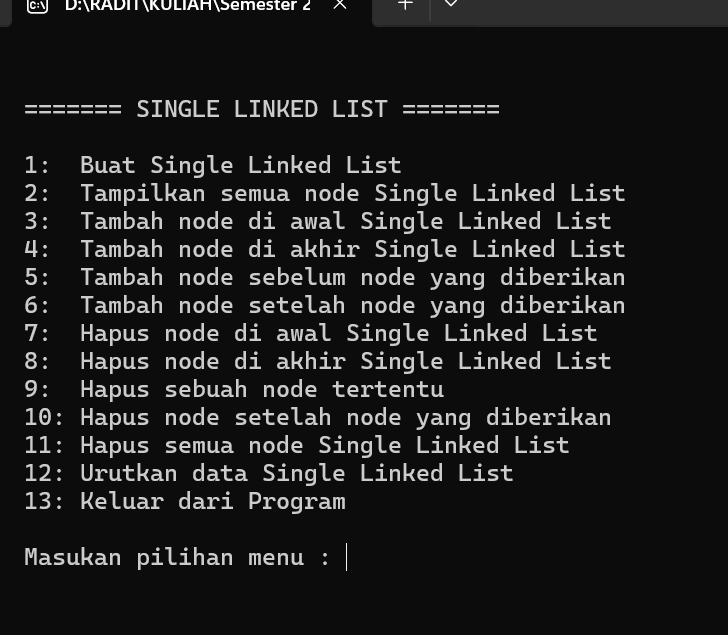 D:\RADIT\KULIAH\Semester 2
======= SINGLE LINKED LIST =======
1:  Buat Single Linked List
2:  Tampilkan semua node Single Linked List
3:  Tambah node di awal Single Linked List
4:  Tambah node di akhir Single Linked List
5:  Tambah node sebelum node yang diberikan
6:  Tambah node setelah node yang diberikan
7:  Hapus node di awal Single Linked List
8:  Hapus node di akhir Single Linked List
9:  Hapus sebuah node tertentu
10: Hapus node setelah node yang diberikan
11: Hapus semua node Single Linked List
12: Urutkan data Single Linked List
13: Keluar dari Program
Masukan pilihan menu :